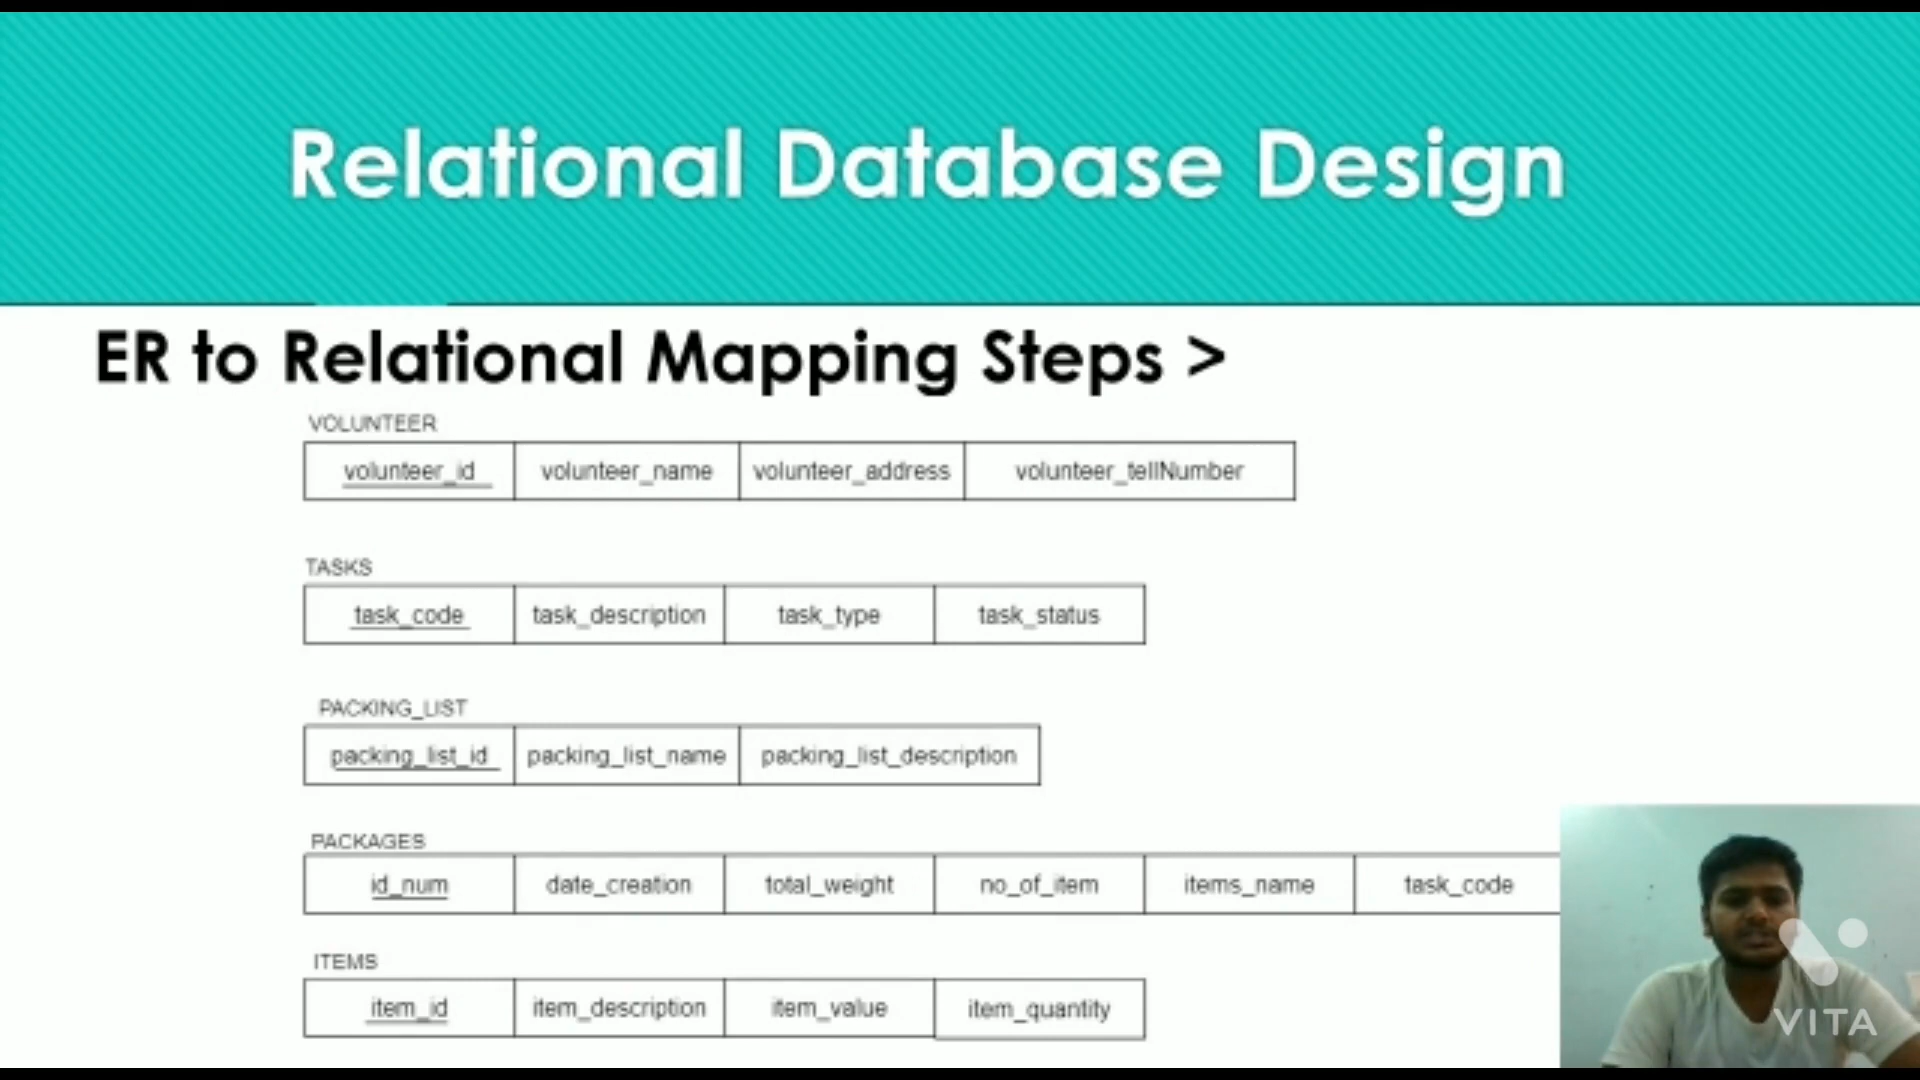 Relational Database Design
ER to Relational Mapping Steps >
VOLUNTEER
volunteer_id volunteer_name volunteer_address volunteer_tellNumber
TASKS
task_code task_description task_type task_status
PACKING_LIST
packing_list_id packing_list_name packing_list_description
PACKAGES
id_num date_creation total_weight no_of_item items_name task_code
ITEMS
item_id item_description item_value item_quantity
VITA